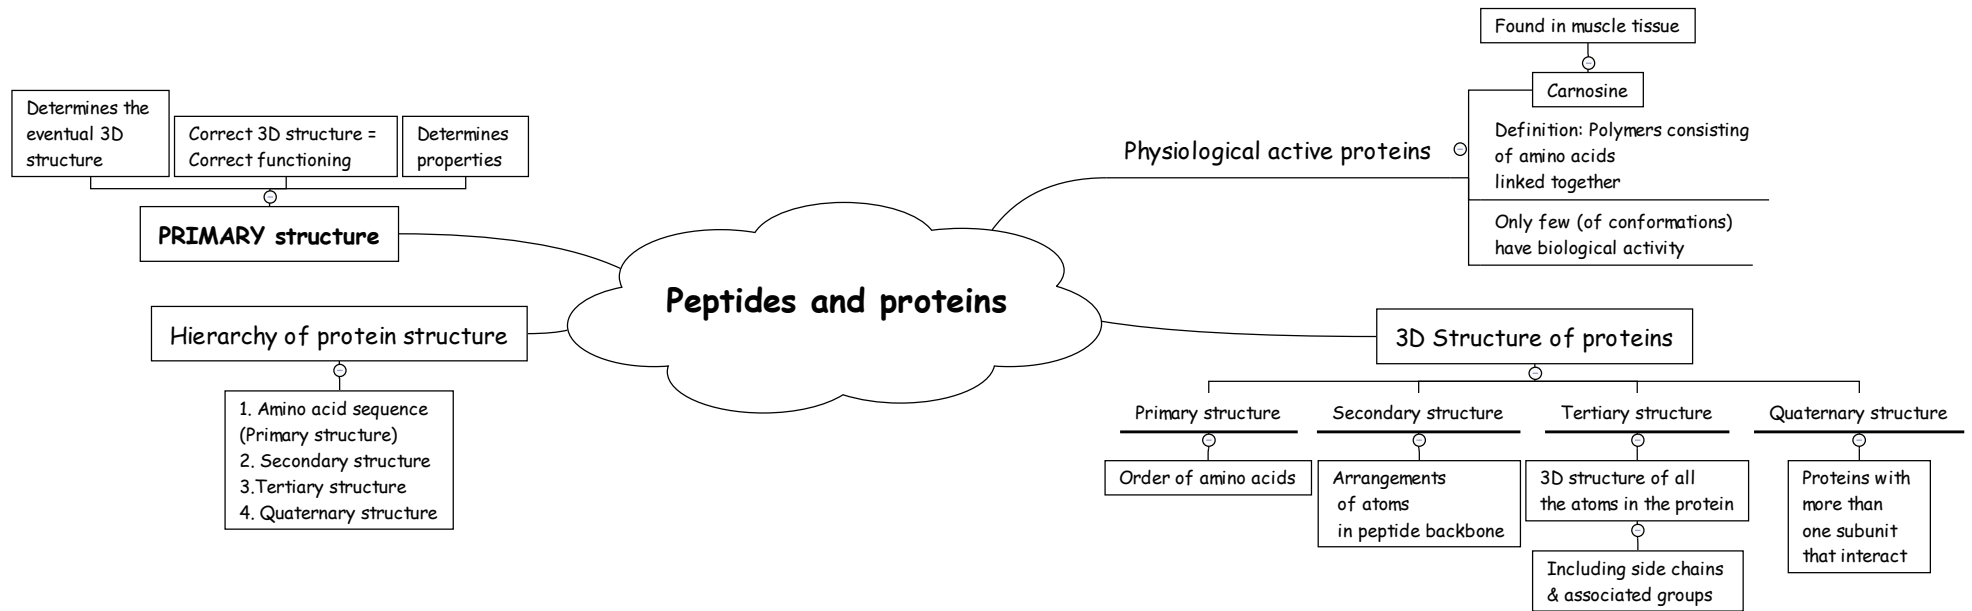 Peptides and proteins
PRIMARY structure
Determines the
eventual 3D
structure
Correct 3D structure =
Correct functioning
Determines
properties
Hierarchy of protein structure
1. Amino acid sequence
(Primary structure)
2. Secondary structure
3.Tertiary structure
4. Quaternary structure
Physiological active proteins
Found in muscle tissue
Carnosine
Definition: Polymers consisting
of amino acids
linked together
Only few (of conformations)
have biological activity
3D Structure of proteins
Primary structure
Order of amino acids
Secondary structure
Arrangements
of atoms
in peptide backbone
Tertiary structure
3D structure of all
the atoms in the protein
Including side chains
& associated groups
Quaternary structure
Proteins with
more than
one subunit
that interact